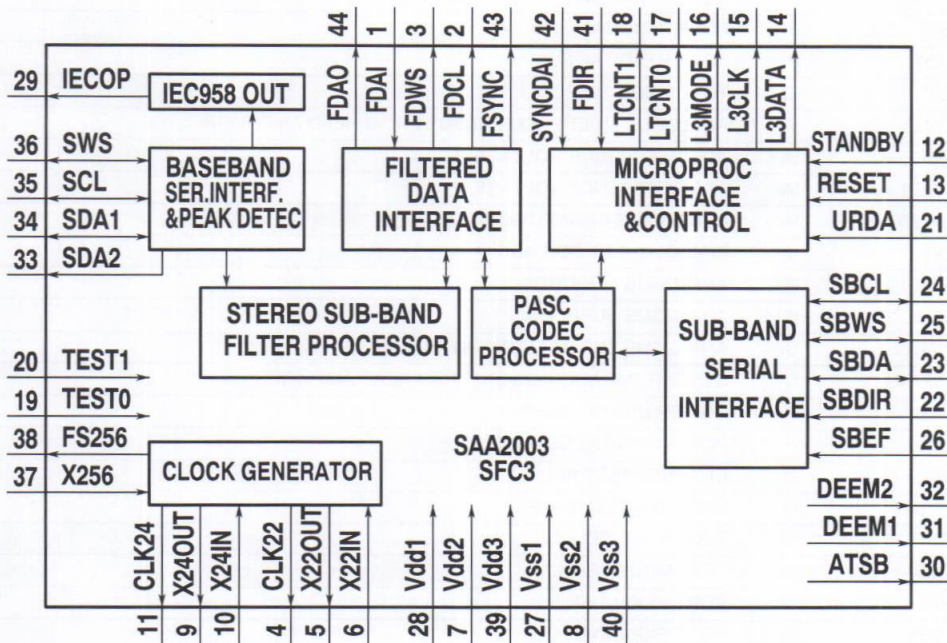 44 1 3 2 43 42 41 18 17 16 15 14
FDAO FDAI FDWS FDCL FSYNC SYNCDAI FDIR LTCNT1 LTCNT0 L3MODE L3CLK L3DATA
29 IECOP
IEC958 OUT
36 SWS
35 SCL
34 SDA1
33 SDA2
BASEBAND
SER.INTERF.
&PEAK DETEC
FILTERED
DATA
INTERFACE
MICROPROC
INTERFACE
&CONTROL
STANDBY 12
RESET 13
URDA 21
STEREO SUB-BAND
FILTER PROCESSOR
PASC
CODEC
PROCESSOR
SUB-BAND
SERIAL
INTERFACE
SBCL 24
SBWS 25
SBDA 23
SBDIR 22
SBEF 26
20 TEST1
19 TEST0
38 FS256
37 X256
CLOCK GENERATOR
SAA2003
SFC3
DEEM2 32
DEEM1 31
ATSB 30
CLK24 X24OUT X24IN CLK22 X22OUT X22IN Vdd1 Vdd2 Vdd3 Vss1 Vss2 Vss3
11 9 10 4 5 6 28 7 39 27 8 40